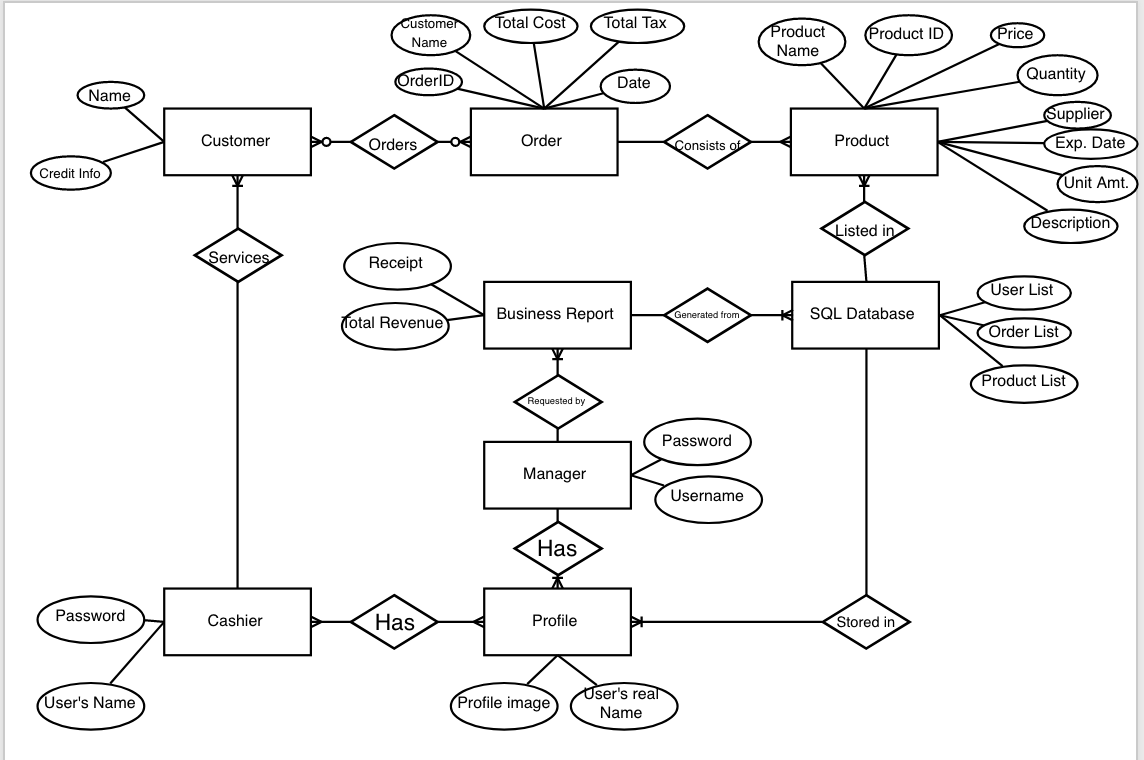 Customer
Name
Total Cost
Total Tax
Product
Name
Product ID
Price
OrderID
Date
Quantity
Name
Supplier
Customer
Orders
Order
Consists of
Product
Exp. Date
Credit Info
Unit Amt.
Description
Services
Listed in
Receipt
Total Revenue
Business Report
Generated from
SQL Database
User List
Order List
Product List
Requested by
Manager
Password
Username
Has
Password
Cashier
Has
Profile
Stored in
User's Name
Profile image
User's real
Name